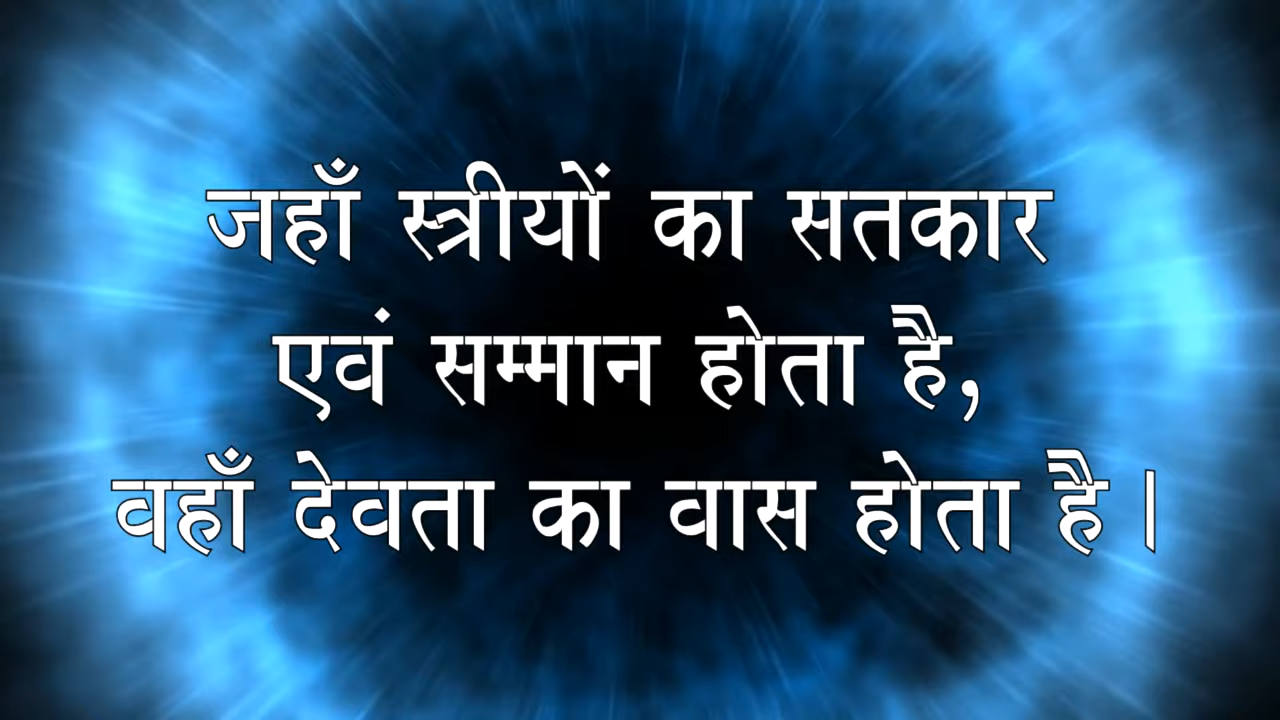 जहाँ स्त्रीयों का सतकार
एवं सम्मान होता है,
वहाँ देवता का वास होता है।